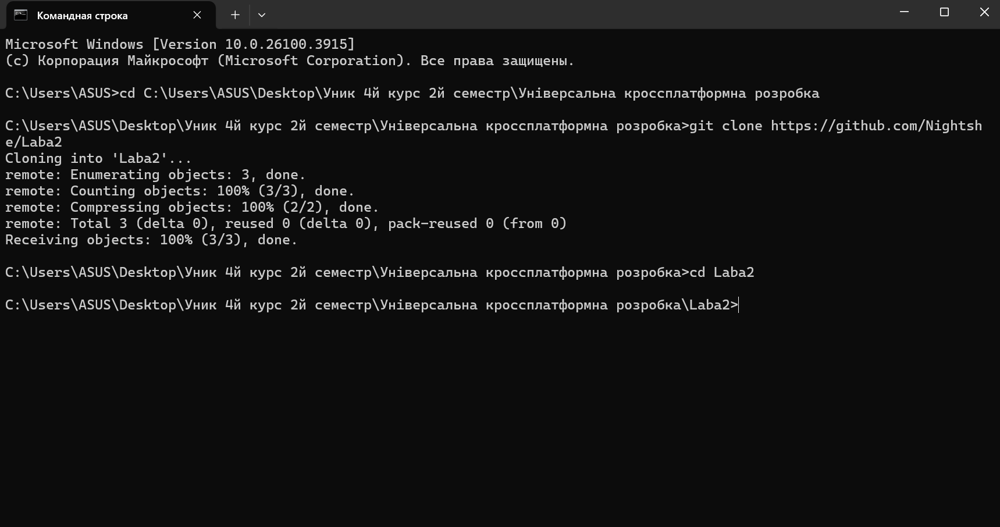 Командная строка
Microsoft Windows [Version 10.0.26100.3915]
(c) Корпорация Майкрософт (Microsoft Corporation). Все права защищены.
C:\Users\ASUS>cd C:\Users\ASUS\Desktop\Уник 4й курс 2й семестр\Універсальна кроссплатформна розробка
C:\Users\ASUS\Desktop\Уник 4й курс 2й семестр\Універсальна кроссплатформна розробка>git clone https://github.com/Nightsh
e/Laba2
Cloning into 'Laba2'...
remote: Enumerating objects: 3, done.
remote: Counting objects: 100% (3/3), done.
remote: Compressing objects: 100% (2/2), done.
remote: Total 3 (delta 0), reused 0 (delta 0), pack-reused 0 (from 0)
Receiving objects: 100% (3/3), done.
C:\Users\ASUS\Desktop\Уник 4й курс 2й семестр\Універсальна кроссплатформна розробка>cd Laba2
C:\Users\ASUS\Desktop\Уник 4й курс 2й семестр\Універсальна кроссплатформна розробка\Laba2>